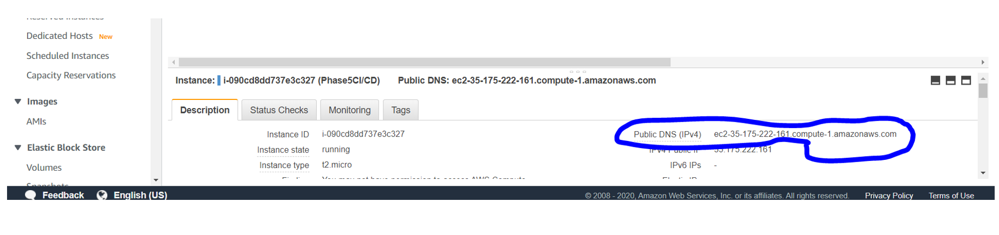 Reserved Instances
Dedicated Hosts New
Scheduled Instances
Capacity Reservations
Images
AMIs
Elastic Block Store
Volumes
Snapshots
Instance: i-090cd8dd737e3c327 (Phase5CI/CD) Public DNS: ec2-35-175-222-161.compute-1.amazonaws.com
Description Status Checks Monitoring Tags
Instance ID i-090cd8dd737e3c327 Public DNS (IPv4) ec2-35-175-222-161.compute-1.amazonaws.com
Instance state running IPv4 Public IP 35.175.222.161
Instance type t2.micro IPv6 IPs -
You may not have permission to access AWS Compute
Feedback English (US) © 2008 - 2020, Amazon Web Services, Inc. or its affiliates. All rights reserved. Privacy Policy Terms of Use